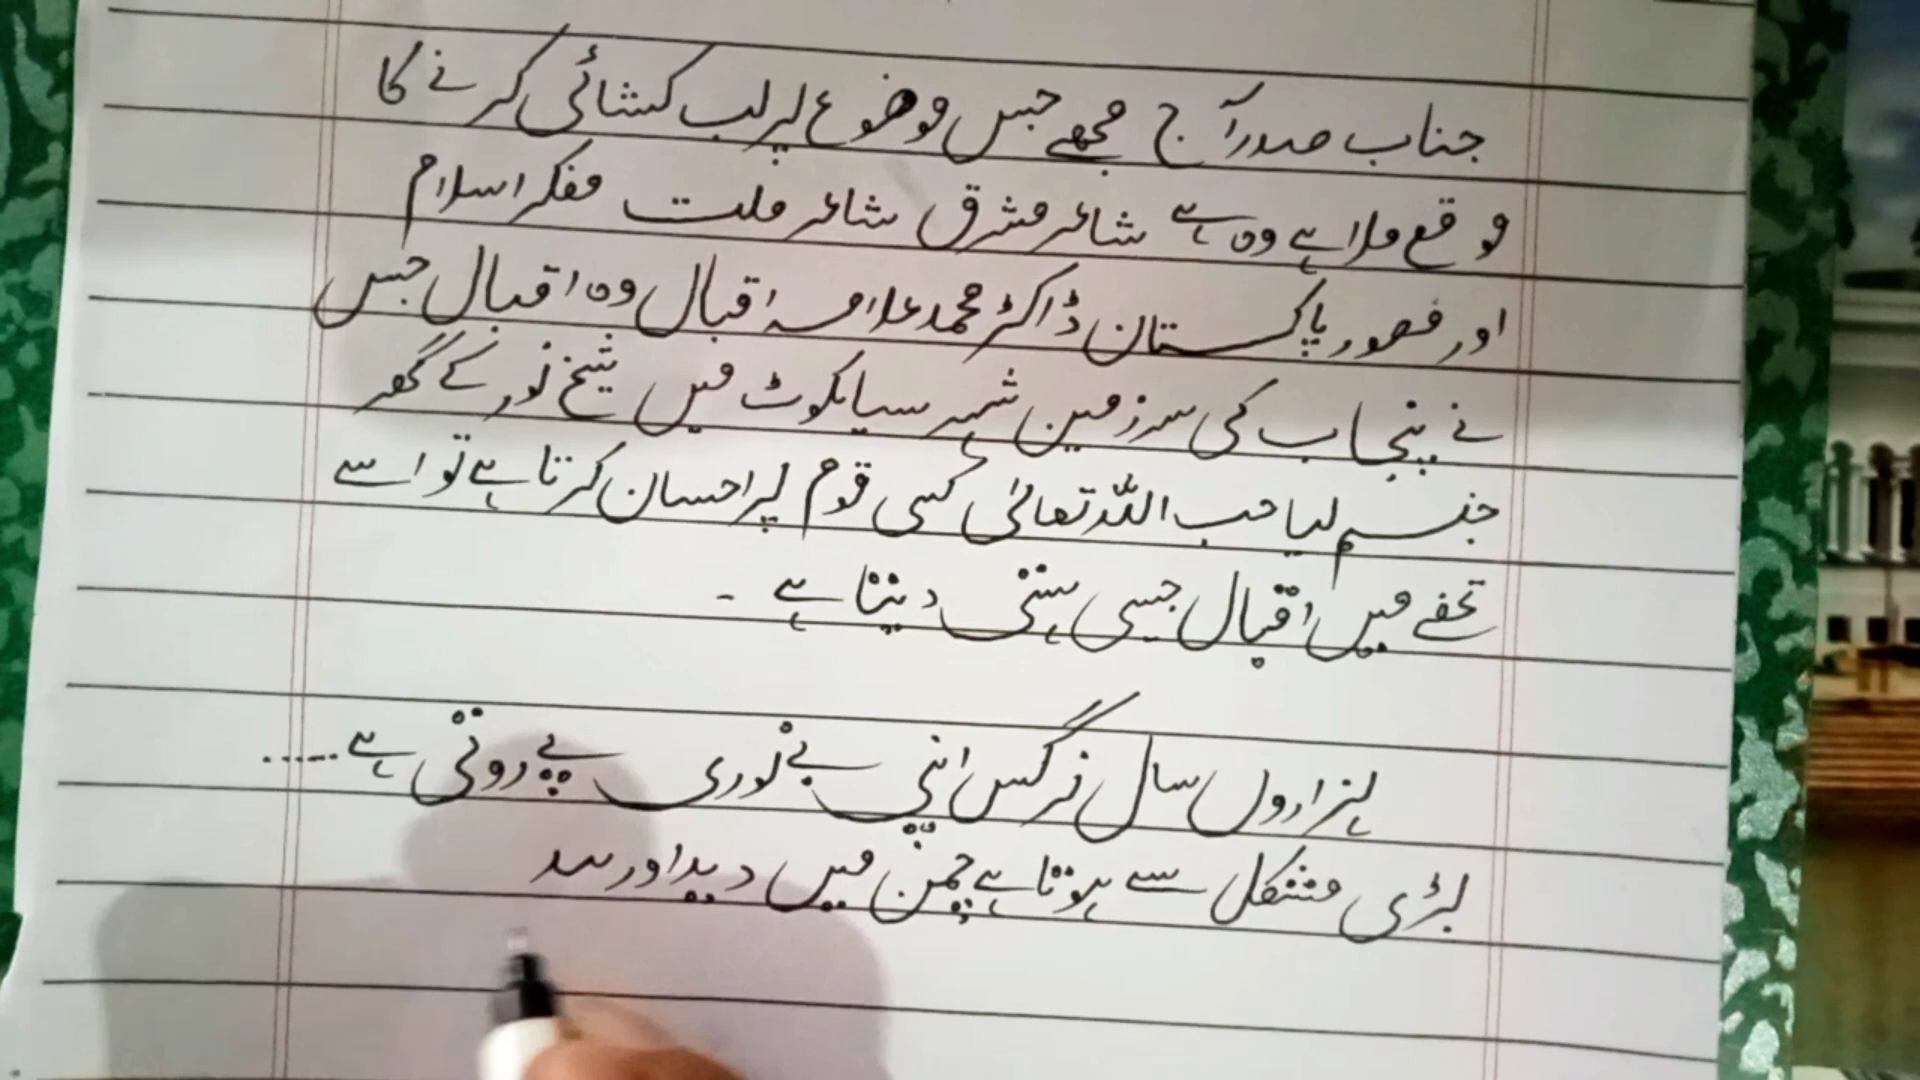 جناب صدر آج مجھے جس موضوع پر لب کشائی کرنے کا
موقع ملا ہے وہ ہے شاعر مشرق شاعر ملت مفکر اسلام
اور مصور پاکستان ڈاکٹر محمد علامہ اقبال وہ اقبال جس
نے پنجاب کی سرزمین شہر سیالکوٹ میں شیخ نور کے گھر
جنم لیا جب اللہ تعالیٰ کسی قوم پر احسان کرتا ہے تو اسے
تحفے میں اقبال جیسی ہستی دیتا ہے ۔
ہزاروں سال نرگس اپنی بے نوری پے روتی ہے ......
بڑی مشکل سے ہوتا ہے چمن میں دیداور